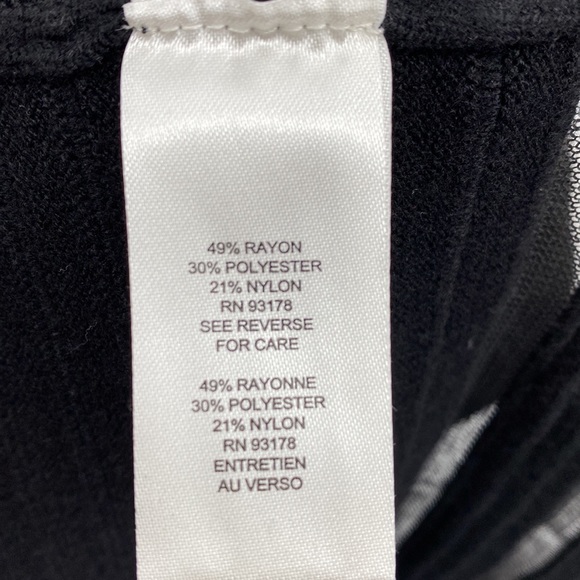 49% RAYON
30% POLYESTER
21% NYLON
RN 93178
SEE REVERSE
FOR CARE
49% RAYONNE
30% POLYESTER
21% NYLON
RN 93178
ENTRETIEN
AU VERSO